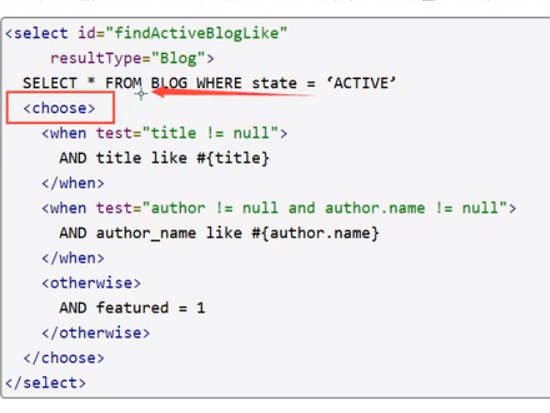 <select id="findActiveBlogLike"
resultType="Blog">
SELECT * FROM BLOG WHERE state = ‘ACTIVE’
<choose>
<when test="title != null">
AND title like #{title}
</when>
<when test="author != null and author.name != null">
AND author_name like #{author.name}
</when>
<otherwise>
AND featured = 1
</otherwise>
</choose>
</select>